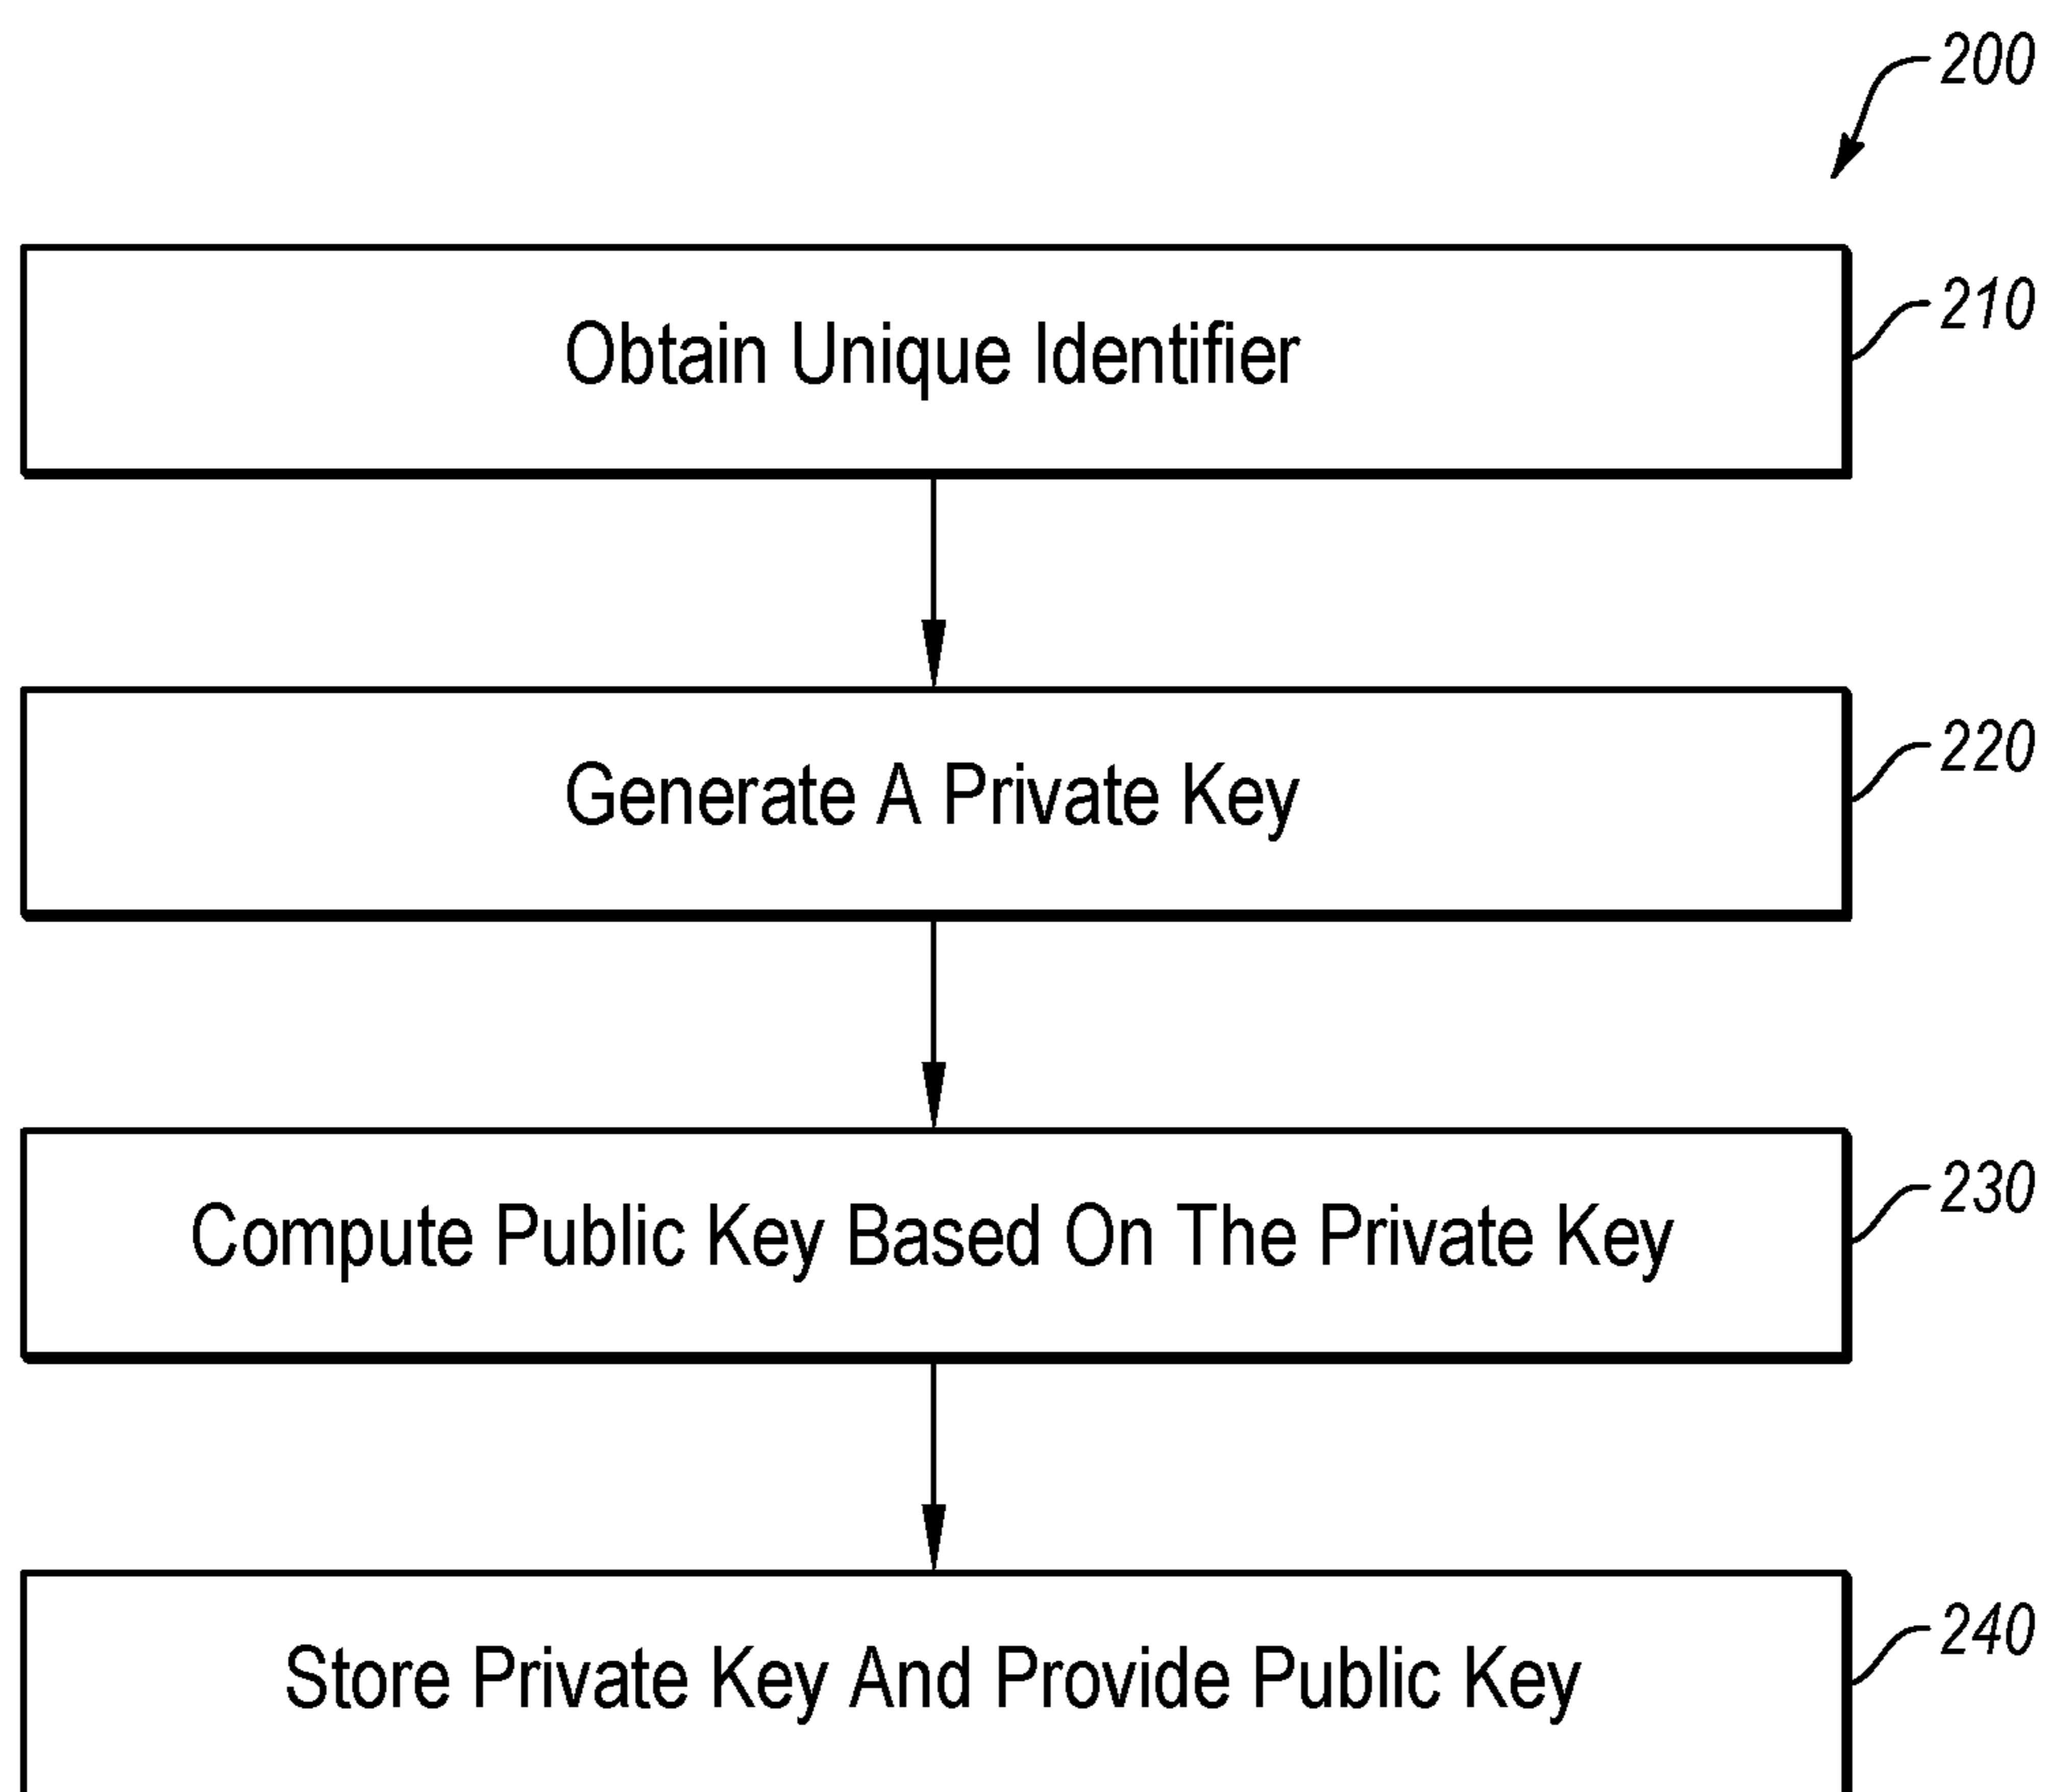 200
Obtain Unique Identifier
210
Generate A Private Key
220
Compute Public Key Based On The Private Key
230
Store Private Key And Provide Public Key
240